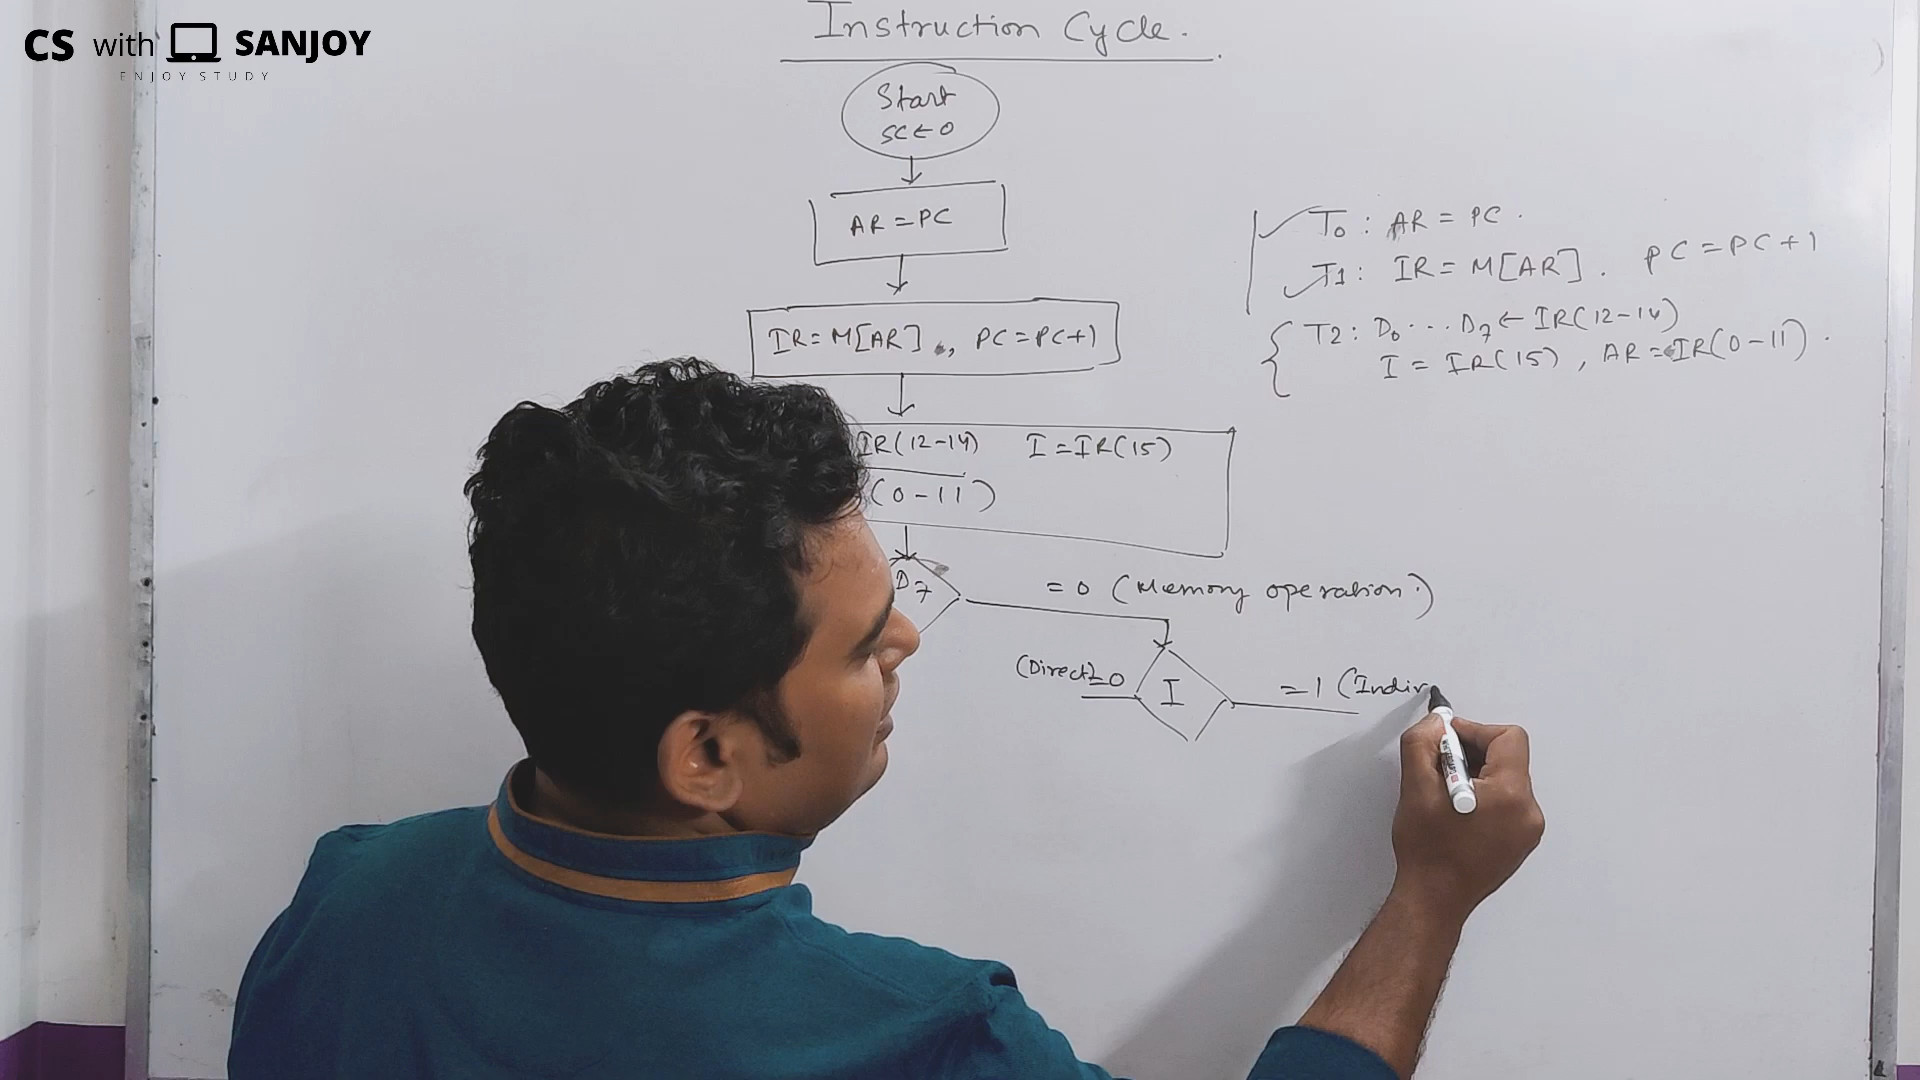 CS with SANJOY
ENJOY STUDY
Instruction Cycle.
Start
SC ← 0
AR = PC
IR = M[AR] , PC = PC+1
IR(12-14) I = IR(15)
(0-11)
D7
= 0 (Memory operation.)
(Direct) = 0
I
= 1 (Indir
T0 : AR = PC .
T1 : IR = M[AR] . PC = PC+1
T2 : D0 ... D7 ← IR(12-14)
I = IR(15) , AR = IR(0-11) .